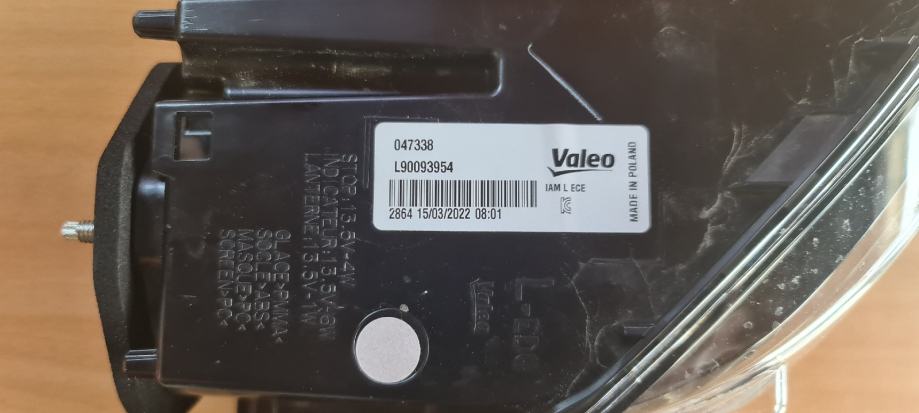 047338
L90093954
2864 15/03/2022 08:01
Valeo
IAM L ECE
MADE IN POLAND
STOP:13.5V-4W
INDICATEUR:13.5V-6W
LANTERNE:13.5V-1W
GLACE>PMMA<
SOCLE>ABS<
MASQUE>PC<
SCREEN>PC<
Valeo